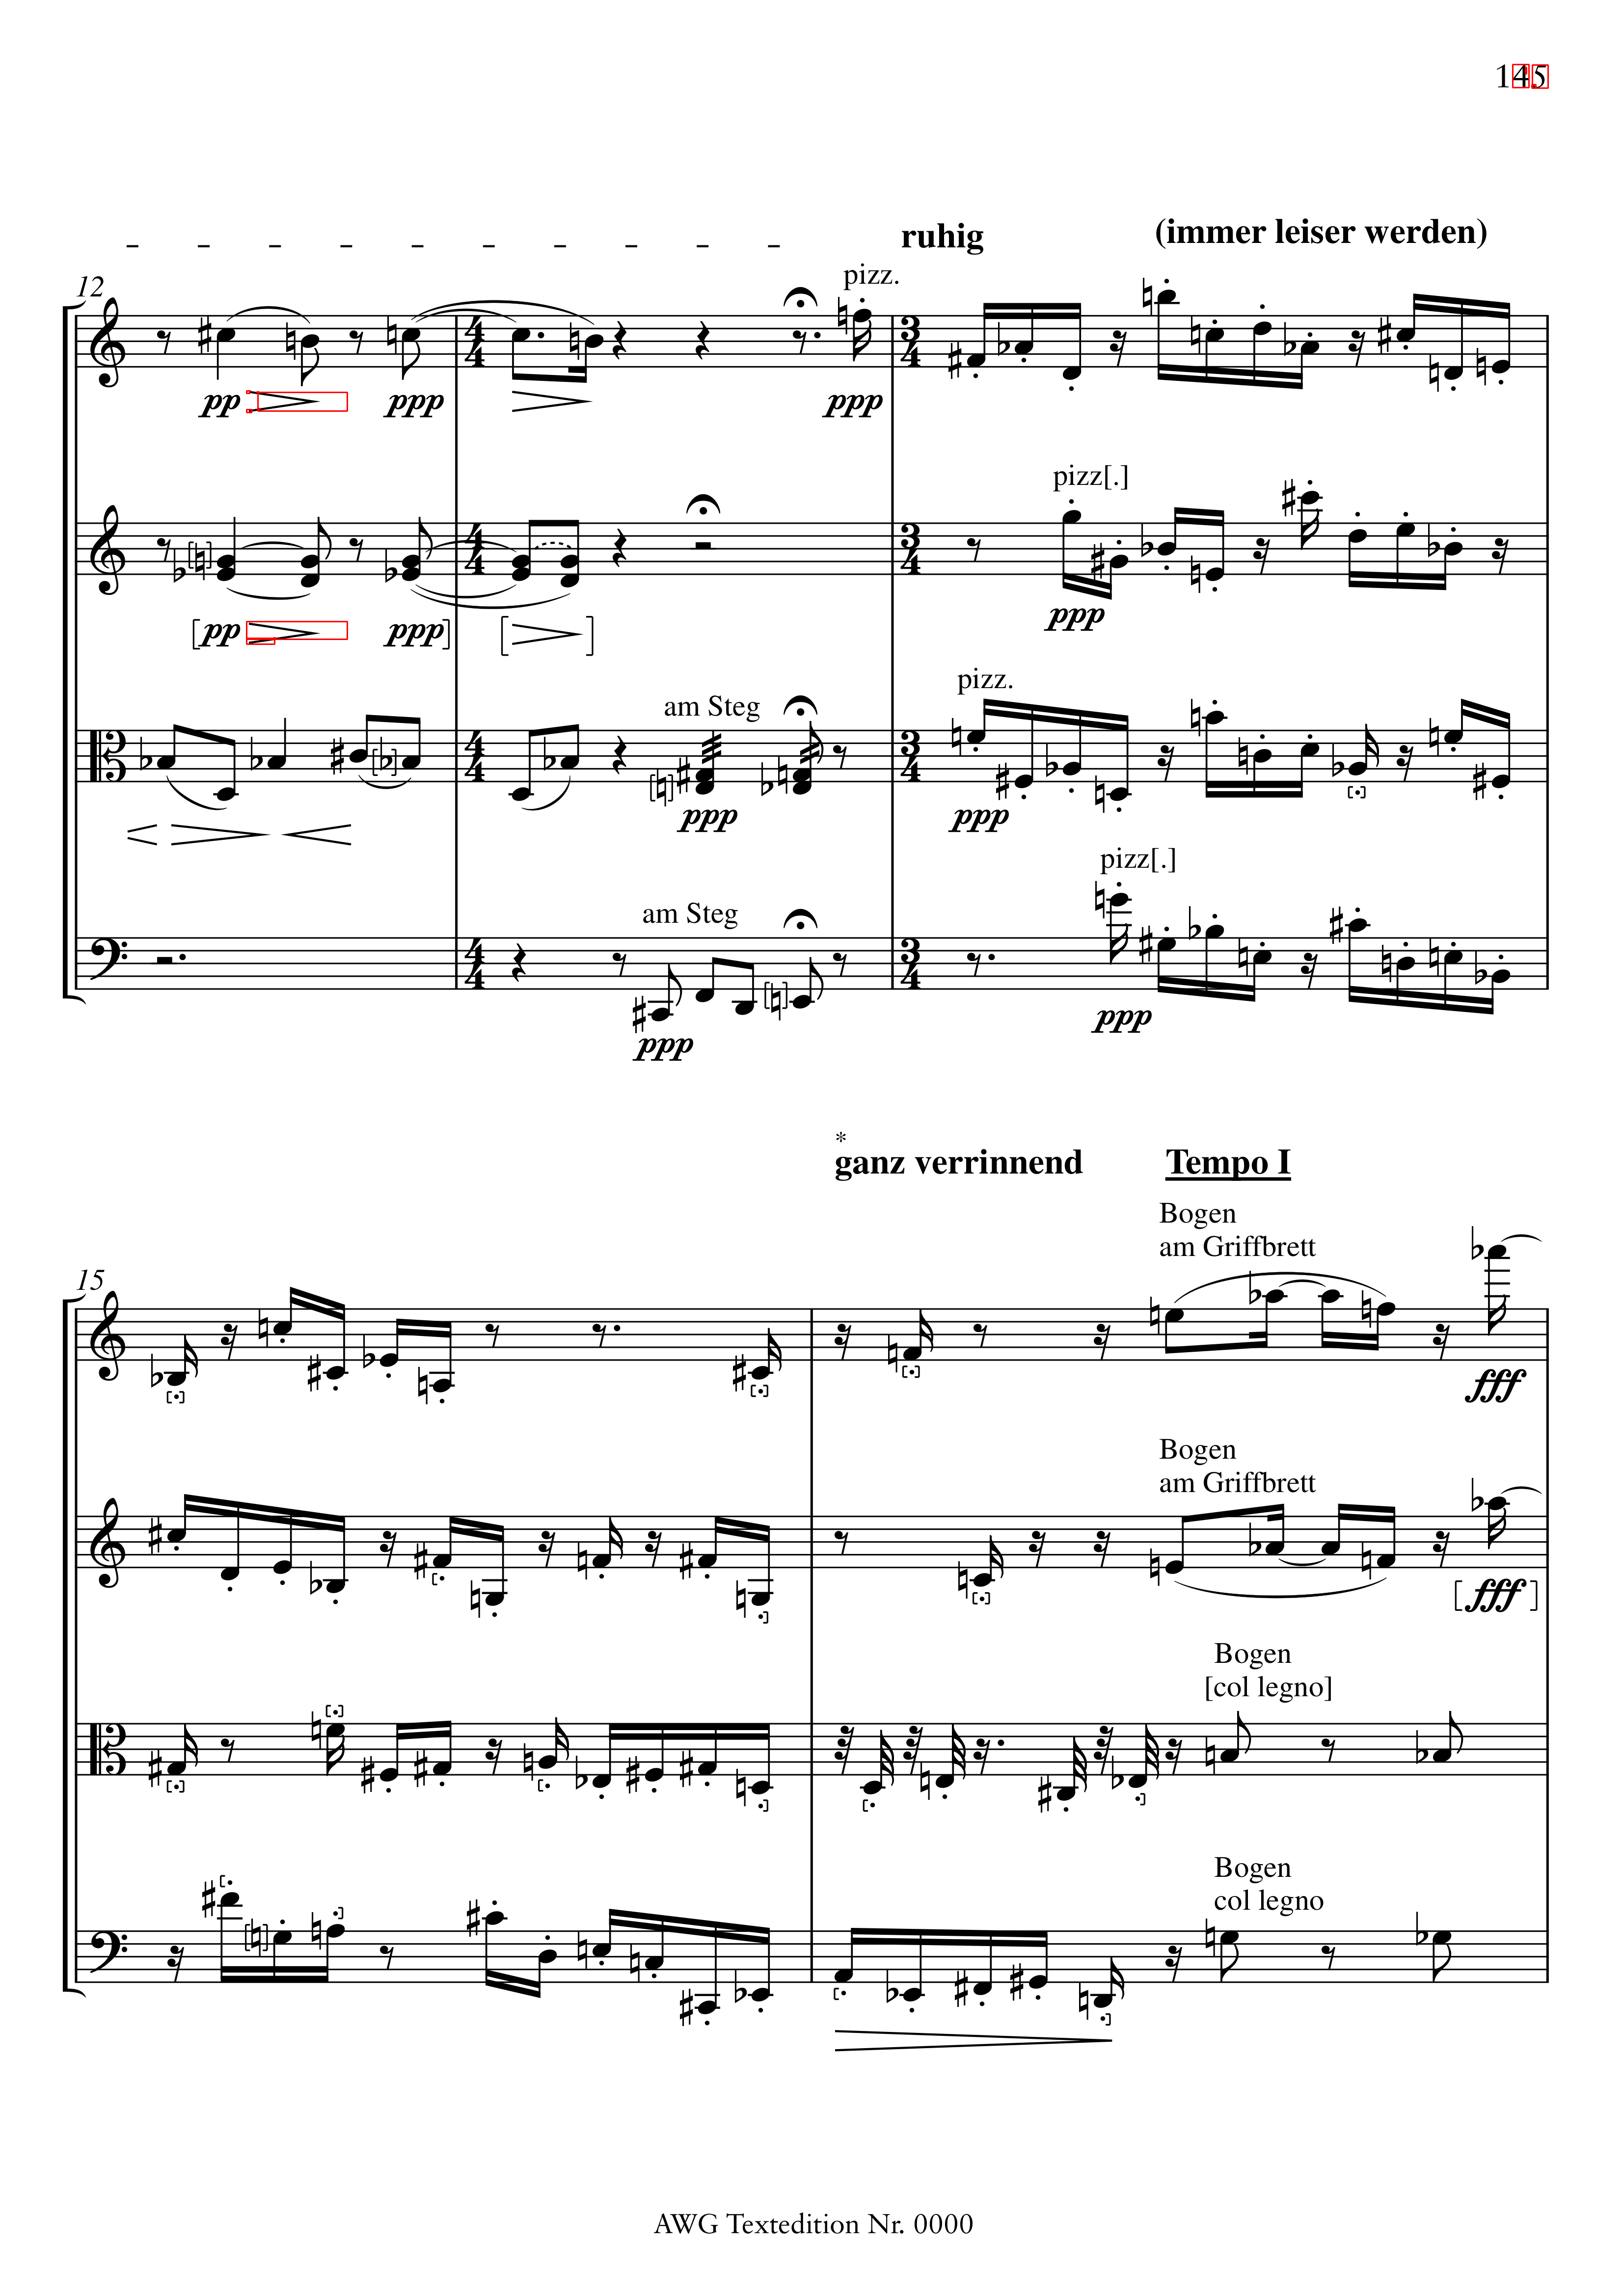 145
ruhig (immer leiser werden)
pizz.
12
pp ppp ppp
pizz[.]
[pp ppp]
ppp
am Steg pizz.
ppp ppp
am Steg pizz[.]
ppp ppp
*
ganz verrinnend Tempo I
Bogen
am Griffbrett
15
fff
Bogen
am Griffbrett
[fff]
Bogen
[col legno]
Bogen
col legno
AWG Textedition Nr. 0000